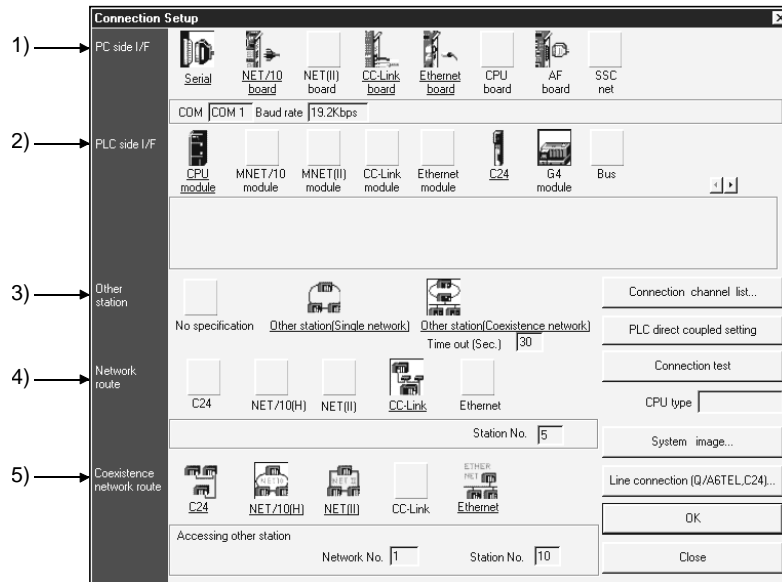 Connection Setup
1)
PC side I/F
Serial
NET/10 board
NET(II) board
CC-Link board
Ethernet board
CPU board
AF board
SSC net
COM COM 1 Baud rate 19.2Kbps
2)
PLC side I/F
CPU module
MNET/10 module
MNET(II) module
CC-Link module
Ethernet module
C24
G4 module
Bus
3)
Other station
No specification
Other station(Single network)
Other station(Coexistence network)
Time out (Sec.) 30
Connection channel list...
PLC direct coupled setting
4)
Network route
C24
NET/10(H)
NET(II)
CC-Link
Ethernet
Station No. 5
Connection test
CPU type
System image...
5)
Coexistence network route
C24
NET/10(H)
NET(II)
CC-Link
ETHER NET
Ethernet
Accessing other station
Network No. 1 Station No. 10
Line connection (Q/A6TEL,C24)...
OK
Close